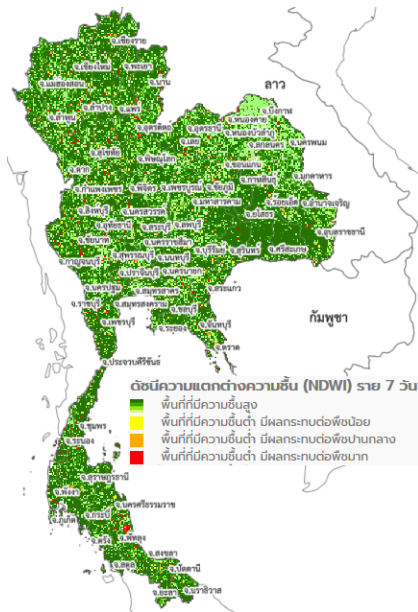 จ.เชียงราย
จ.เชียงใหม่
จ.พะเยา
จ.น่าน
จ.แม่ฮ่องสอน
ลาว
จ.ลำปาง
จ.แพร่
จ.ลำพูน
จ.บึงกาฬ
จ.หนองคาย
จ.อุตรดิตถ์
จ.อุดรธานี
จ.หนองบัวลำภู
จ.เลย
จ.สกลนคร
จ.นครพนม
จ.สุโขทัย
จ.พิษณุโลก
จ.ตาก
จ.ขอนแก่น
จ.กาฬสินธุ์
จ.มุกดาหาร
จ.กำแพงเพชร
จ.พิจิตร
จ.เพชรบูรณ์
จ.ชัยภูมิ
จ.มหาสารคาม
จ.ร้อยเอ็ด
จ.อำนาจเจริญ
จ.ยโสธร
จ.สิงห์บุรี
จ.นครสวรรค์
จ.อุทัยธานี
จ.สระบุรี
จ.ลพบุรี
จ.อุบลราชธานี
จ.ชัยนาท
จ.นครราชสีมา
จ.บุรีรัมย์
จ.สุรินทร์
จ.ศรีสะเกษ
จ.กาญจนบุรี
จ.สุพรรณบุรี
จ.นนทบุรี
จ.ปราจีนบุรี
จ.นครนายก
จ.นครปฐม
จ.สมุทรสาคร
จ.สระแก้ว
จ.ราชบุรี
จ.สมุทรสงคราม
จ.ชลบุรี
จ.เพชรบุรี
จ.ระยอง
จ.จันทบุรี
กัมพูชา
จ.ตราด
จ.ประจวบคีรีขันธ์
ดัชนีความแตกต่างความชื้น (NDWI) ราย 7 วัน
พื้นที่ที่มีความชื้นสูง
พื้นที่ที่มีความชื้นต่ำ มีผลกระทบต่อพืชน้อย
พื้นที่ที่มีความชื้นต่ำ มีผลกระทบต่อพืชปานกลาง
พื้นที่ที่มีความชื้นต่ำ มีผลกระทบต่อพืชมาก
จ.ชุมพร
จ.ระนอง
จ.สุราษฎร์ธานี
จ.พังงา
จ.นครศรีธรรมราช
จ.กระบี่
จ.ภูเก็ต
จ.พัทลุง
จ.ตรัง
จ.สงขลา
จ.สตูล
จ.ปัตตานี
จ.ยะลา
จ.นราธิวาส